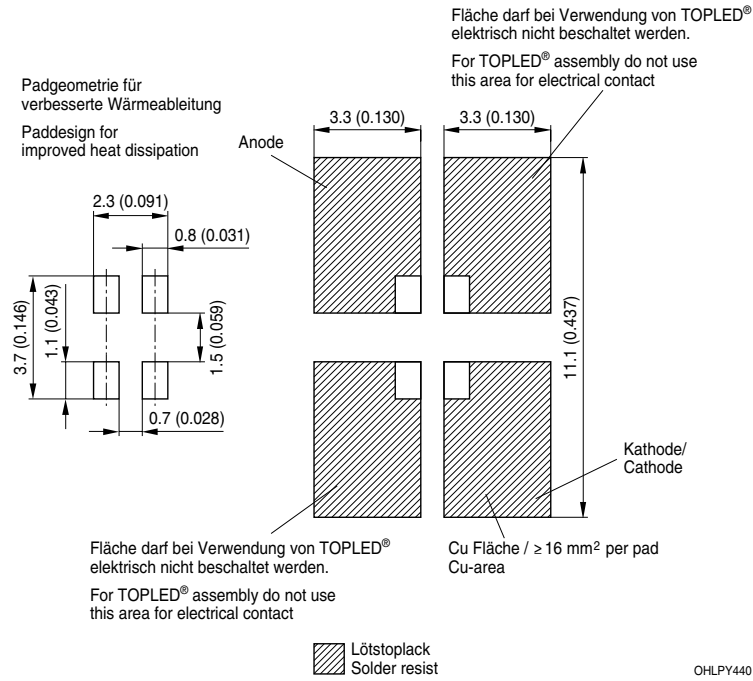 Fläche darf bei Verwendung von TOPLED®
elektrisch nicht beschaltet werden.
For TOPLED® assembly do not use
this area for electrical contact
Padgeometrie für
verbesserte Wärmeableitung
Paddesign for
improved heat dissipation
Anode
3.3 (0.130)
3.3 (0.130)
2.3 (0.091)
0.8 (0.031)
3.7 (0.146)
1.1 (0.043)
1.5 (0.059)
11.1 (0.437)
0.7 (0.028)
Kathode/
Cathode
Fläche darf bei Verwendung von TOPLED®
elektrisch nicht beschaltet werden.
For TOPLED® assembly do not use
this area for electrical contact
Cu Fläche / ≥ 16 mm² per pad
Cu-area
Lötstoplack
Solder resist
OHLPY440